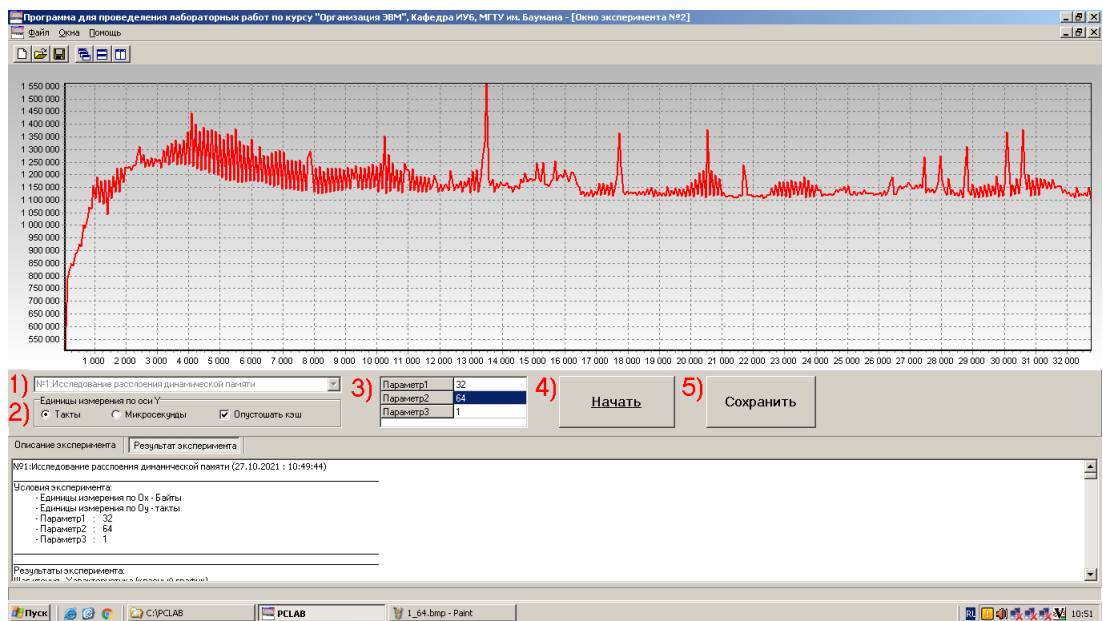 Программа для проведеления лабораторных работ по курсу "Организация ЭВМ", Кафедра ИУ6, МГТУ им. Баумана - [Окно эксперимента №2]
Файл Окна Помощь
1 550 000
1 500 000
1 450 000
1 400 000
1 350 000
1 300 000
1 250 000
1 200 000
1 150 000
1 100 000
1 050 000
1 000 000
950 000
900 000
850 000
800 000
750 000
700 000
650 000
600 000
550 000
1 000 2 000 3 000 4 000 5 000 6 000 7 000 8 000 9 000 10 000 11 000 12 000 13 000 14 000 15 000 16 000 17 000 18 000 19 000 20 000 21 000 22 000 23 000 24 000 25 000 26 000 27 000 28 000 29 000 30 000 31 000 32 000
1) №1:Исследование расслоения динамической памяти
Единицы измерения по оси Y
2) Такты Микросекунды Опустошать кэш
3) Параметр1 32
Параметр2 64
Параметр3 1
4) Начать
5) Сохранить
Описание эксперимента Результат эксперимента
№1:Исследование расслоения динамической памяти (27.10.2021 : 10:49:44)
Условия эксперимента:
- Единицы измерения по Ox - Байты
- Единицы измерения по Oy - такты
- Параметр1 : 32
- Параметр2 : 64
- Параметр3 : 1
Результаты эксперимента:
Пуск C:\PCLAB PCLAB 1_64.bmp - Paint RU 10:51